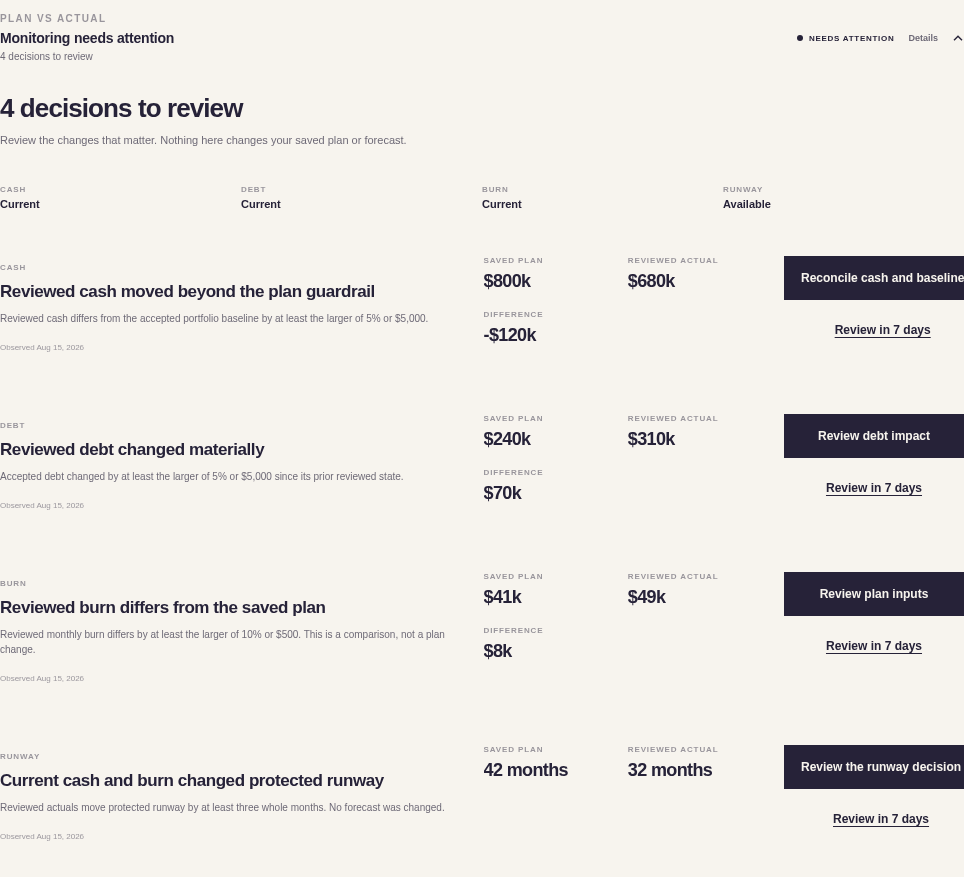 PLAN VS ACTUAL
Monitoring needs attention
4 decisions to review
NEEDS ATTENTION Details
4 decisions to review
Review the changes that matter. Nothing here changes your saved plan or forecast.
CASH DEBT BURN RUNWAY
Current Current Current Available
CASH
Reviewed cash moved beyond the plan guardrail
Reviewed cash differs from the accepted portfolio baseline by at least the larger of 5% or $5,000.
Observed Aug 15, 2026
SAVED PLAN REVIEWED ACTUAL
$800k $680k
DIFFERENCE
-$120k
Reconcile cash and baseline
Review in 7 days
DEBT
Reviewed debt changed materially
Accepted debt changed by at least the larger of 5% or $5,000 since its prior reviewed state.
Observed Aug 15, 2026
SAVED PLAN REVIEWED ACTUAL
$240k $310k
DIFFERENCE
$70k
Review debt impact
Review in 7 days
BURN
Reviewed burn differs from the saved plan
Reviewed monthly burn differs by at least the larger of 10% or $500. This is a comparison, not a plan
change.
Observed Aug 15, 2026
SAVED PLAN REVIEWED ACTUAL
$41k $49k
DIFFERENCE
$8k
Review plan inputs
Review in 7 days
RUNWAY
Current cash and burn changed protected runway
Reviewed actuals move protected runway by at least three whole months. No forecast was changed.
Observed Aug 15, 2026
SAVED PLAN REVIEWED ACTUAL
42 months 32 months
Review the runway decision
Review in 7 days